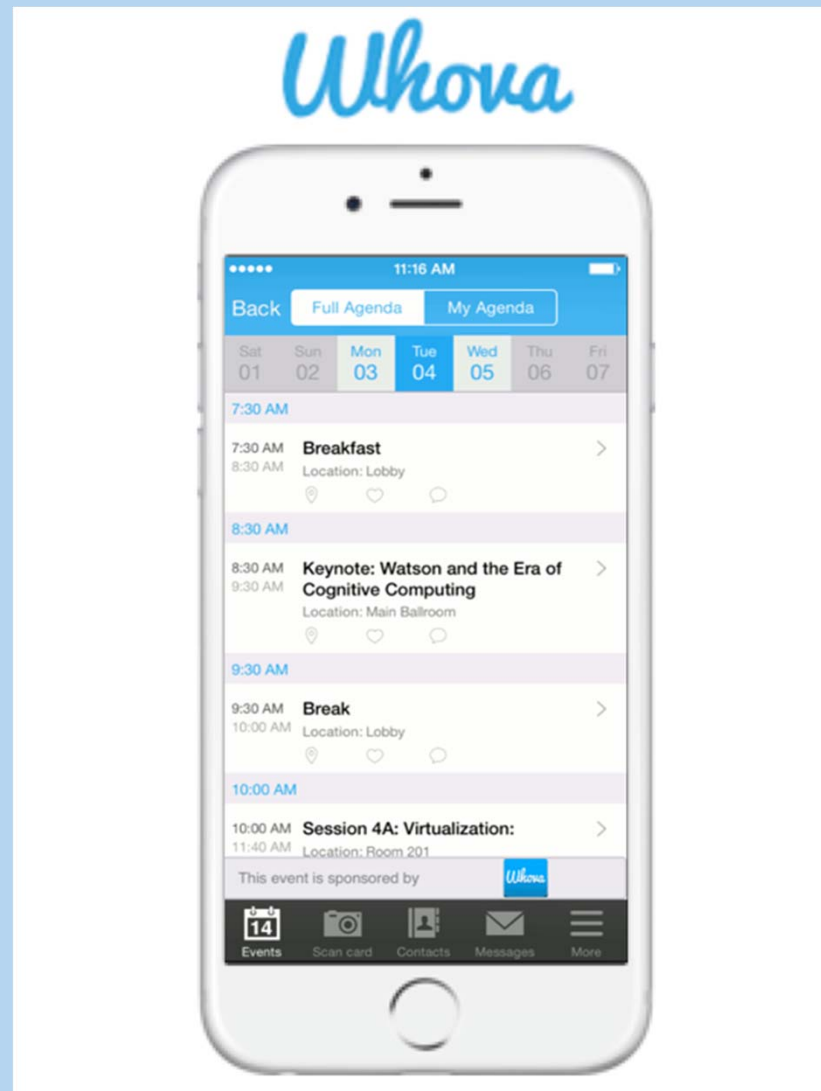 Whova
11:16 AM
Back Full Agenda My Agenda
Sat Sun Mon Tue Wed Thu Fri
01 02 03 04 05 06 07
7:30 AM
7:30 AM Breakfast
8:30 AM Location: Lobby
8:30 AM
8:30 AM Keynote: Watson and the Era of
9:30 AM Cognitive Computing
Location: Main Ballroom
9:30 AM
9:30 AM Break
10:00 AM Location: Lobby
10:00 AM
10:00 AM Session 4A: Virtualization:
11:40 AM Location: Room 201
This event is sponsored by Whova
14
Events Scan card Contacts Messages More